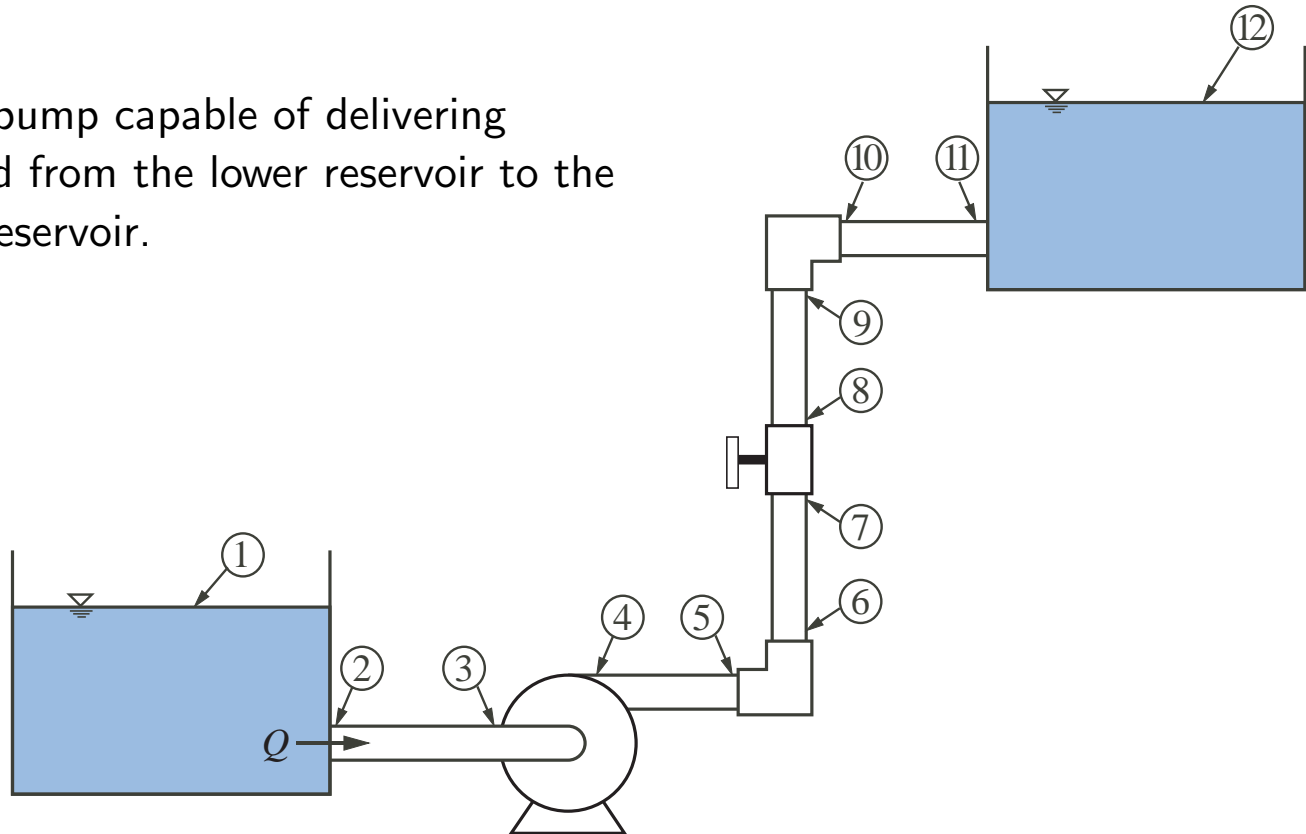 pump capable of delivering
from the lower reservoir to the
eservoir.
12
10 11
9
8
1
7
6
4 5
2 3
Q